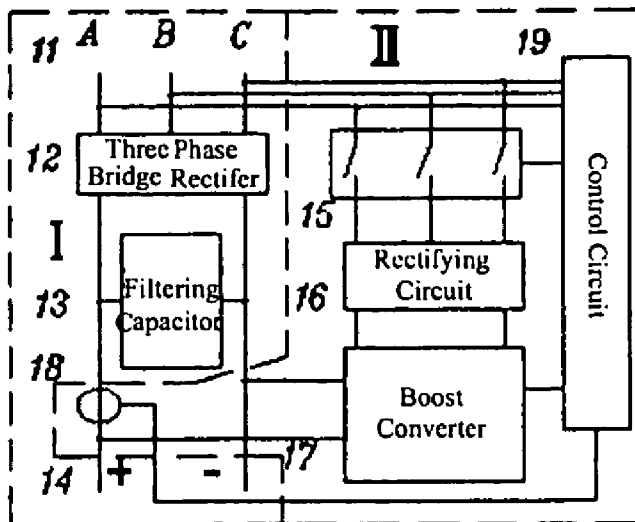 11 A B C II 19
12 Three Phase
Bridge Rectifer
15
I
Rectifying
Circuit
16
13 Filtering
Capacitor
Control Circuit
18
Boost
Converter
17
14 + -